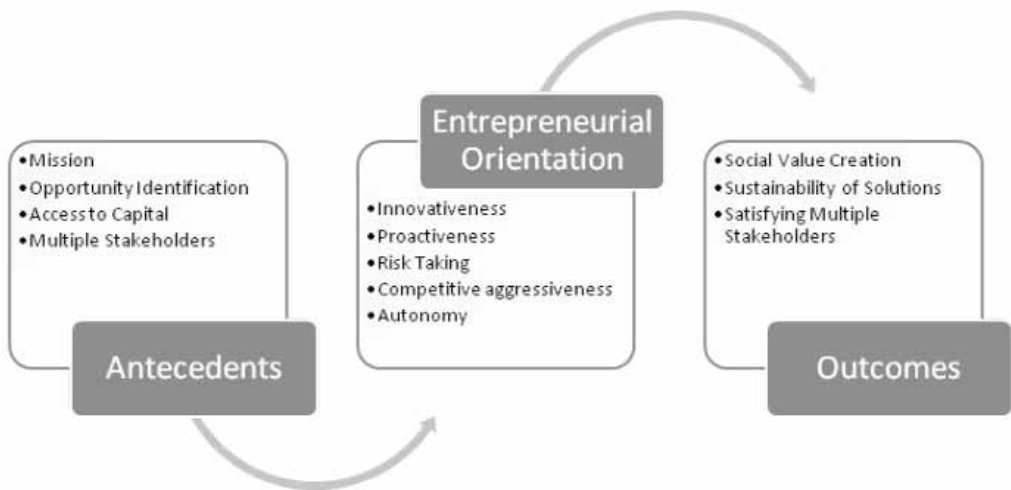 • Mission
• Opportunity Identification
• Access to Capital
• Multiple Stakeholders
Antecedents
Entrepreneurial
Orientation
• Innovativeness
• Proactiveness
• Risk Taking
• Competitive aggressiveness
• Autonomy
• Social Value Creation
• Sustainability of Solutions
• Satisfying Multiple
Stakeholders
Outcomes